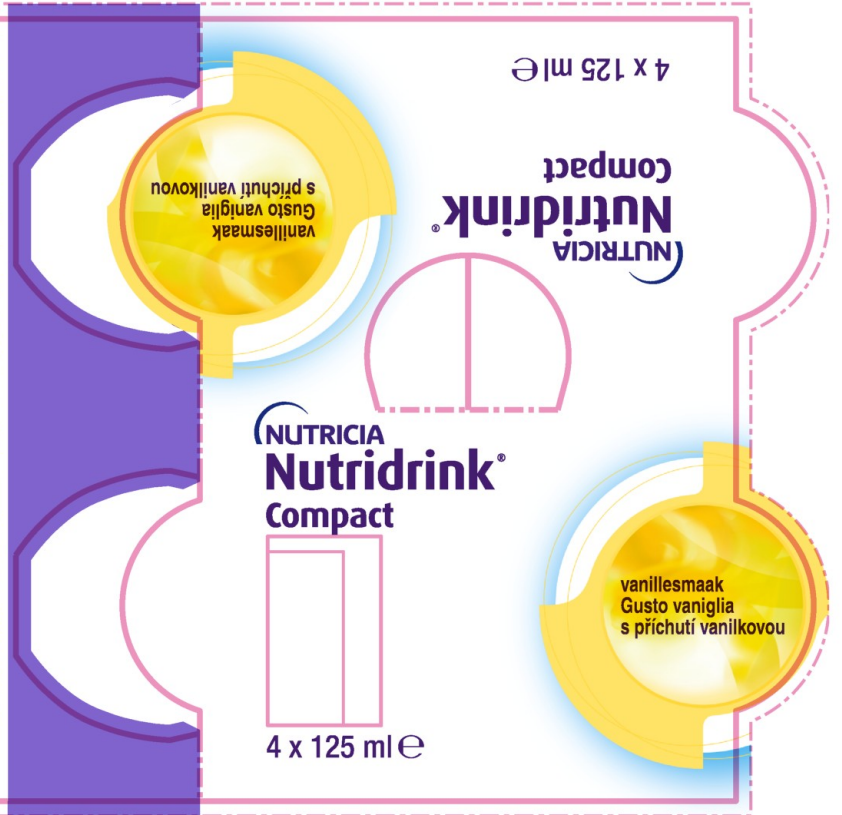 4 x 125 ml ℮
Compact
Nutridrink®
NUTRICIA
vanillesmaak
Gusto vaniglia
s příchutí vanilkovou
NUTRICIA
Nutridrink®
Compact
vanillesmaak
Gusto vaniglia
s příchutí vanilkovou
4 x 125 ml ℮